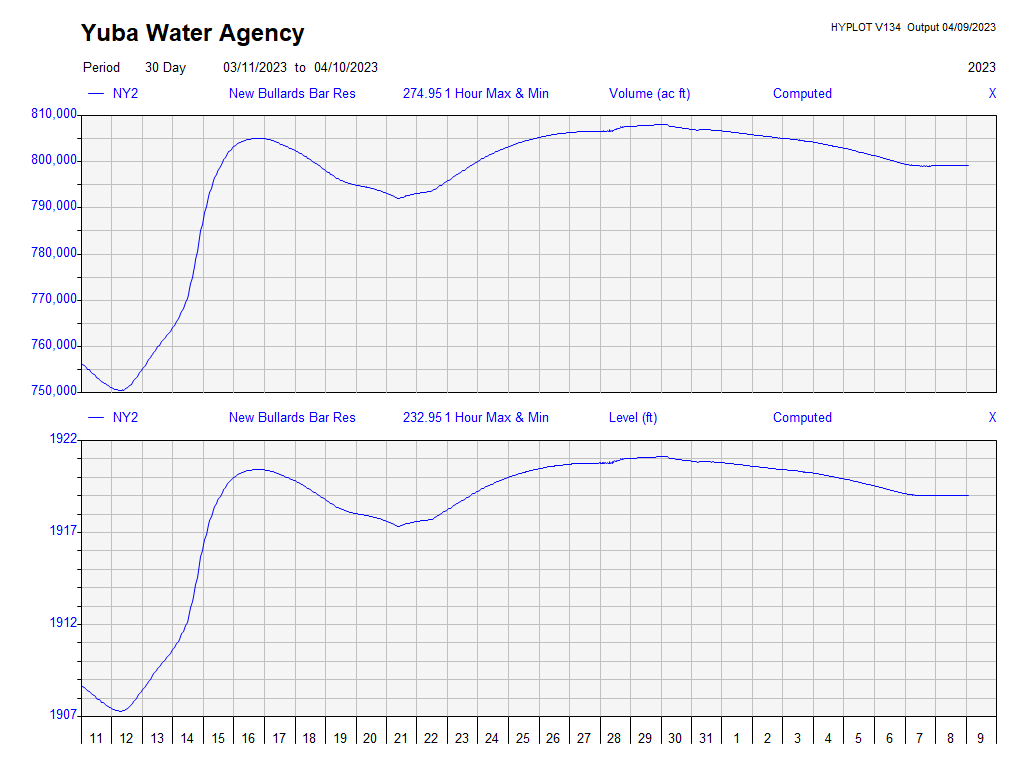 Yuba Water Agency
HYPLOT V134 Output 04/09/2023
Period 30 Day 03/11/2023 to 04/10/2023 2023
NY2 New Bullards Bar Res 274.95 1 Hour Max & Min Volume (ac ft) Computed X
810,000
800,000
790,000
780,000
770,000
760,000
750,000
NY2 New Bullards Bar Res 232.95 1 Hour Max & Min Level (ft) Computed X
1922
1917
1912
1907
11 12 13 14 15 16 17 18 19 20 21 22 23 24 25 26 27 28 29 30 31 1 2 3 4 5 6 7 8 9